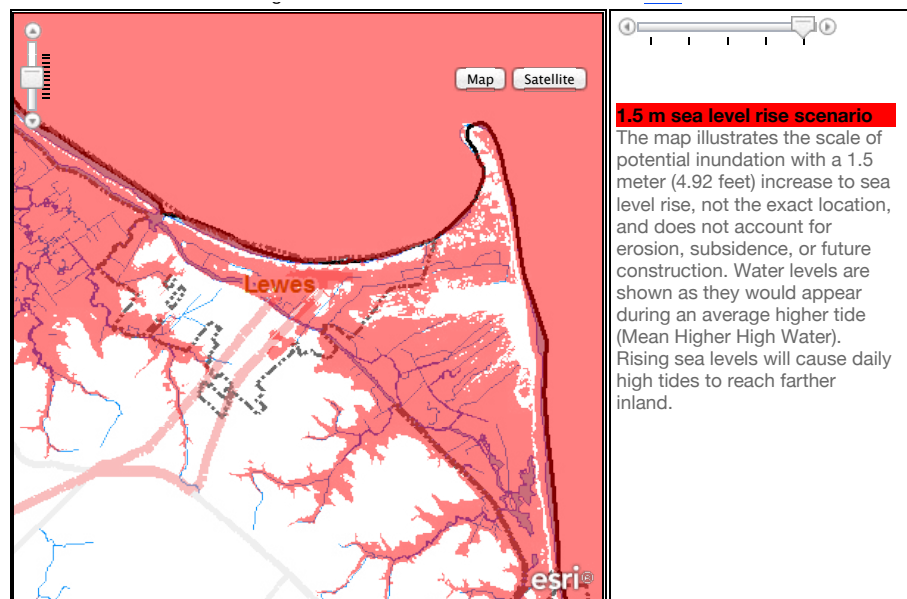 Map
Satellite
Lewes
esri
1.5 m sea level rise scenario
The map illustrates the scale of
potential inundation with a 1.5
meter (4.92 feet) increase to sea
level rise, not the exact location,
and does not account for
erosion, subsidence, or future
construction. Water levels are
shown as they would appear
during an average higher tide
(Mean Higher High Water).
Rising sea levels will cause daily
high tides to reach farther
inland.